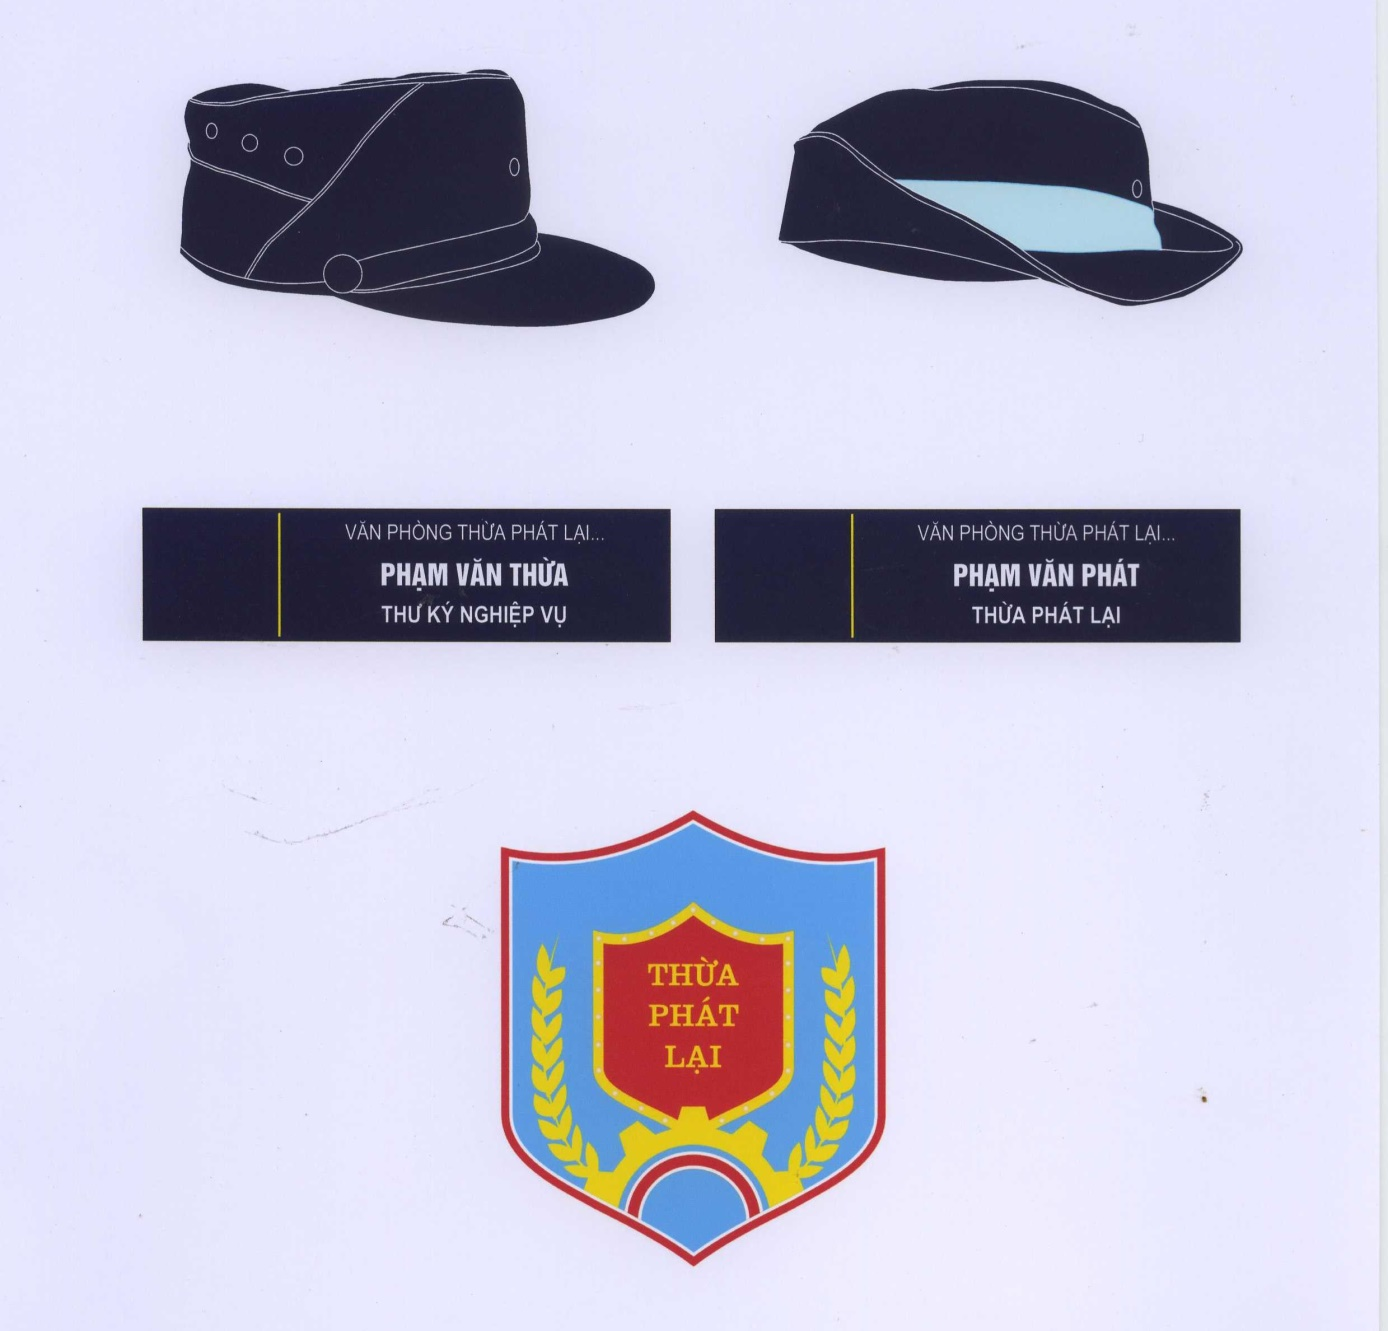 VĂN PHÒNG THỪA PHÁT LẠI...
PHẠM VĂN THỪA
THƯ KÝ NGHIỆP VỤ
VĂN PHÒNG THỪA PHÁT LẠI...
PHẠM VĂN PHÁT
THỪA PHÁT LẠI
THỪA
PHÁT
LẠI